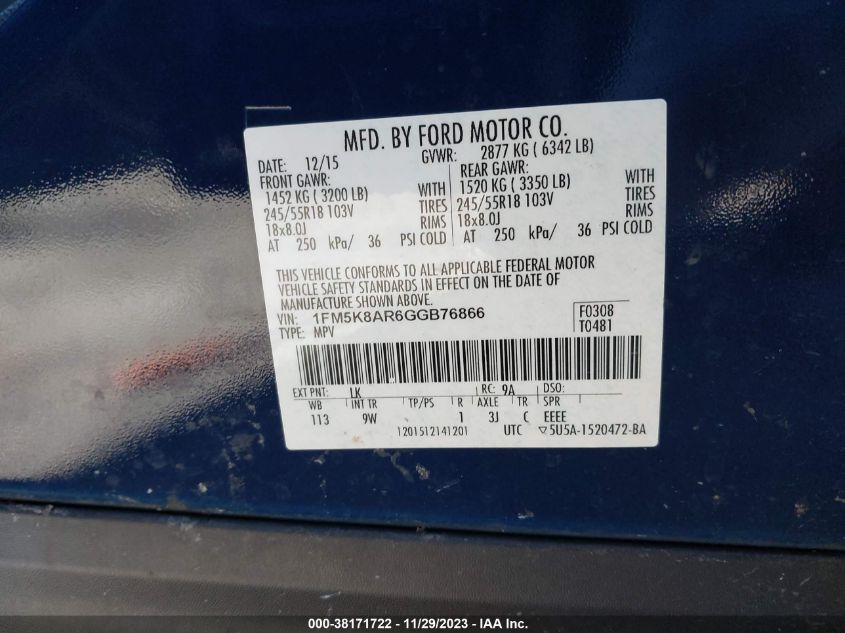 MFD. BY FORD MOTOR CO.
DATE: 12/15 GVWR: 2877 KG ( 6342 LB)
FRONT GAWR: REAR GAWR:
1452 KG ( 3200 LB) WITH 1520 KG ( 3350 LB) WITH
245/55R18 103V TIRES 245/55R18 103V TIRES
18x8.0J RIMS 18x8.0J RIMS
AT 250 kPa/ 36 PSI COLD AT 250 kPa/ 36 PSI COLD
THIS VEHICLE CONFORMS TO ALL APPLICABLE FEDERAL MOTOR
VEHICLE SAFETY STANDARDS IN EFFECT ON THE DATE OF
MANUFACTURE SHOWN ABOVE.
VIN: 1FM5K8AR6GGB76866 F0308
TYPE: MPV T0481
EXT PNT: LK RC: 9A DSO:
WB INT TR TP/PS R AXLE TR SPR
113 9W 1 3J C EEEE
1201512141201 UTC ▽5U5A-1520472-BA
000-38171722 - 11/29/2023 - IAA Inc.